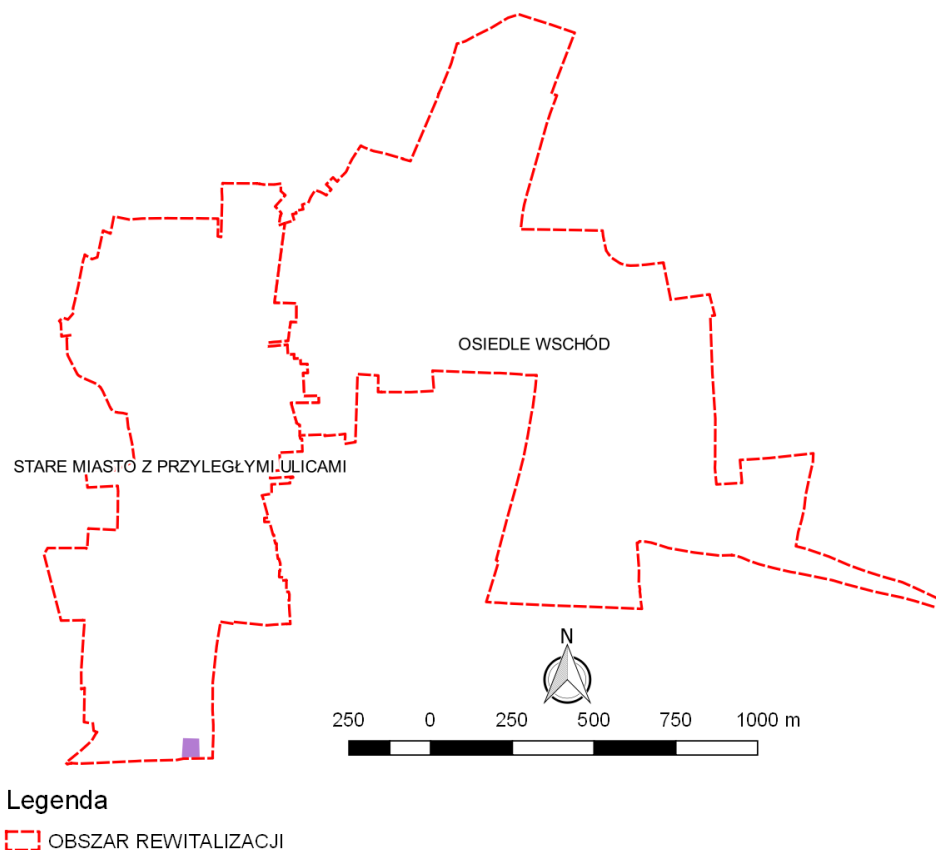 OSIEDLE WSCHÓD
STARE MIASTO Z PRZYLEGŁYMI ULICAMI
N
250 0 250 500 750 1000 m
Legenda
OBSZAR REWITALIZACJI